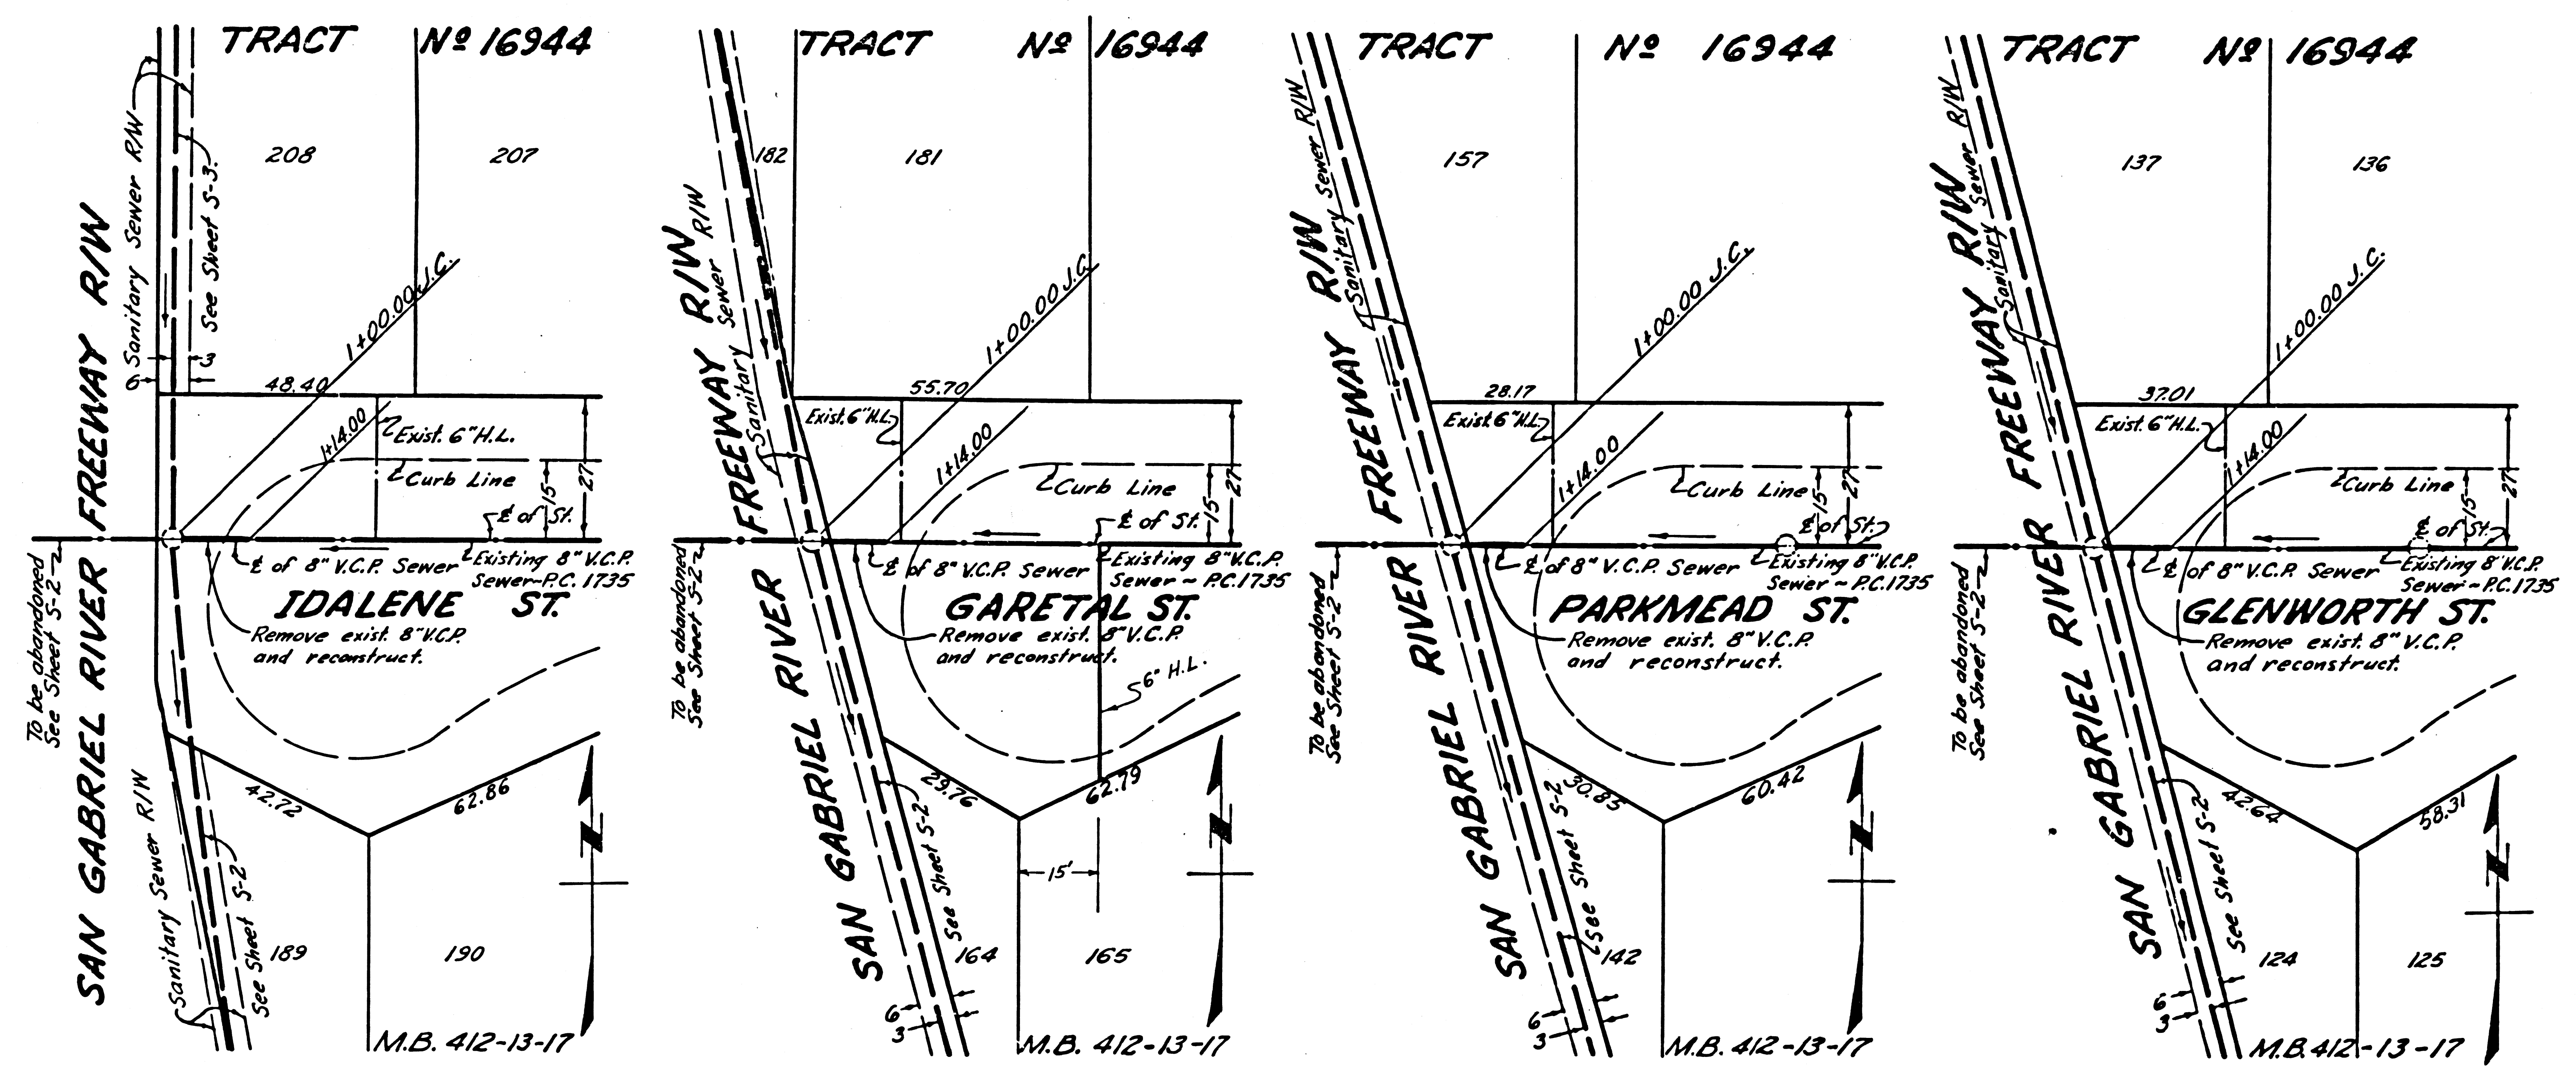 TRACT Nº 16944
Sanitary Sewer R/W
See Sheet S-3.
208
207
SAN GABRIEL RIVER FREEWAY R/W
1+00.00 J.C.
3
6
48.40
1+14.00
Exist. 6" H.L.
Curb Line
15
27
℄ of St.
℄ of 8" V.C.P. Sewer
Existing 8" V.C.P.
Sewer~P.C. 1735
To be abandoned
See Sheet S-2
IDALENE ST.
Remove exist. 8" V.C.P.
and reconstruct.
42.72
62.86
Sanitary Sewer R/W
See Sheet S-2
189
190
N
M.B. 412-13-17
TRACT Nº 16944
182
181
SAN GABRIEL RIVER FREEWAY R/W
Sanitary Sewer R/W
1+00.00 J.C.
55.70
Exist. 6" H.L.
1+14.00
Curb Line
15
27
℄ of St.
℄ of 8" V.C.P. Sewer
Existing 8" V.C.P.
Sewer ~ P.C. 1735
To be abandoned
See Sheet S-2
GARETAL ST.
Remove exist. 8" V.C.P.
and reconstruct.
6" H.L.
29.76
62.79
See Sheet S-2
15'
164
165
6
3
N
M.B. 412-13-17
TRACT Nº 16944
157
SAN GABRIEL RIVER FREEWAY R/W
Sanitary Sewer R/W
1+00.00 J.C.
28.17
Exist. 6" H.L.
1+14.00
Curb Line
15
27
℄ of St.
℄ of 8" V.C.P. Sewer
Existing 8" V.C.P.
Sewer ~ P.C. 1735
To be abandoned
See Sheet S-2
PARKMEAD ST.
Remove exist. 8" V.C.P.
and reconstruct.
30.85
60.42
See Sheet S-2
142
6
3
N
M.B. 412-13-17
TRACT Nº 16944
137
136
SAN GABRIEL RIVER FREEWAY R/W
Sanitary Sewer R/W
1+00.00 J.C.
37.01
Exist. 6" H.L.
1+14.00
Curb Line
15
27
℄ of St.
℄ of 8" V.C.P. Sewer
Existing 8" V.C.P.
Sewer ~ P.C. 1735
To be abandoned
See Sheet S-2
GLENWORTH ST.
Remove exist. 8" V.C.P.
and reconstruct.
42.64
58.31
See Sheet S-2
124
125
6
3
N
M.B. 412-13-17